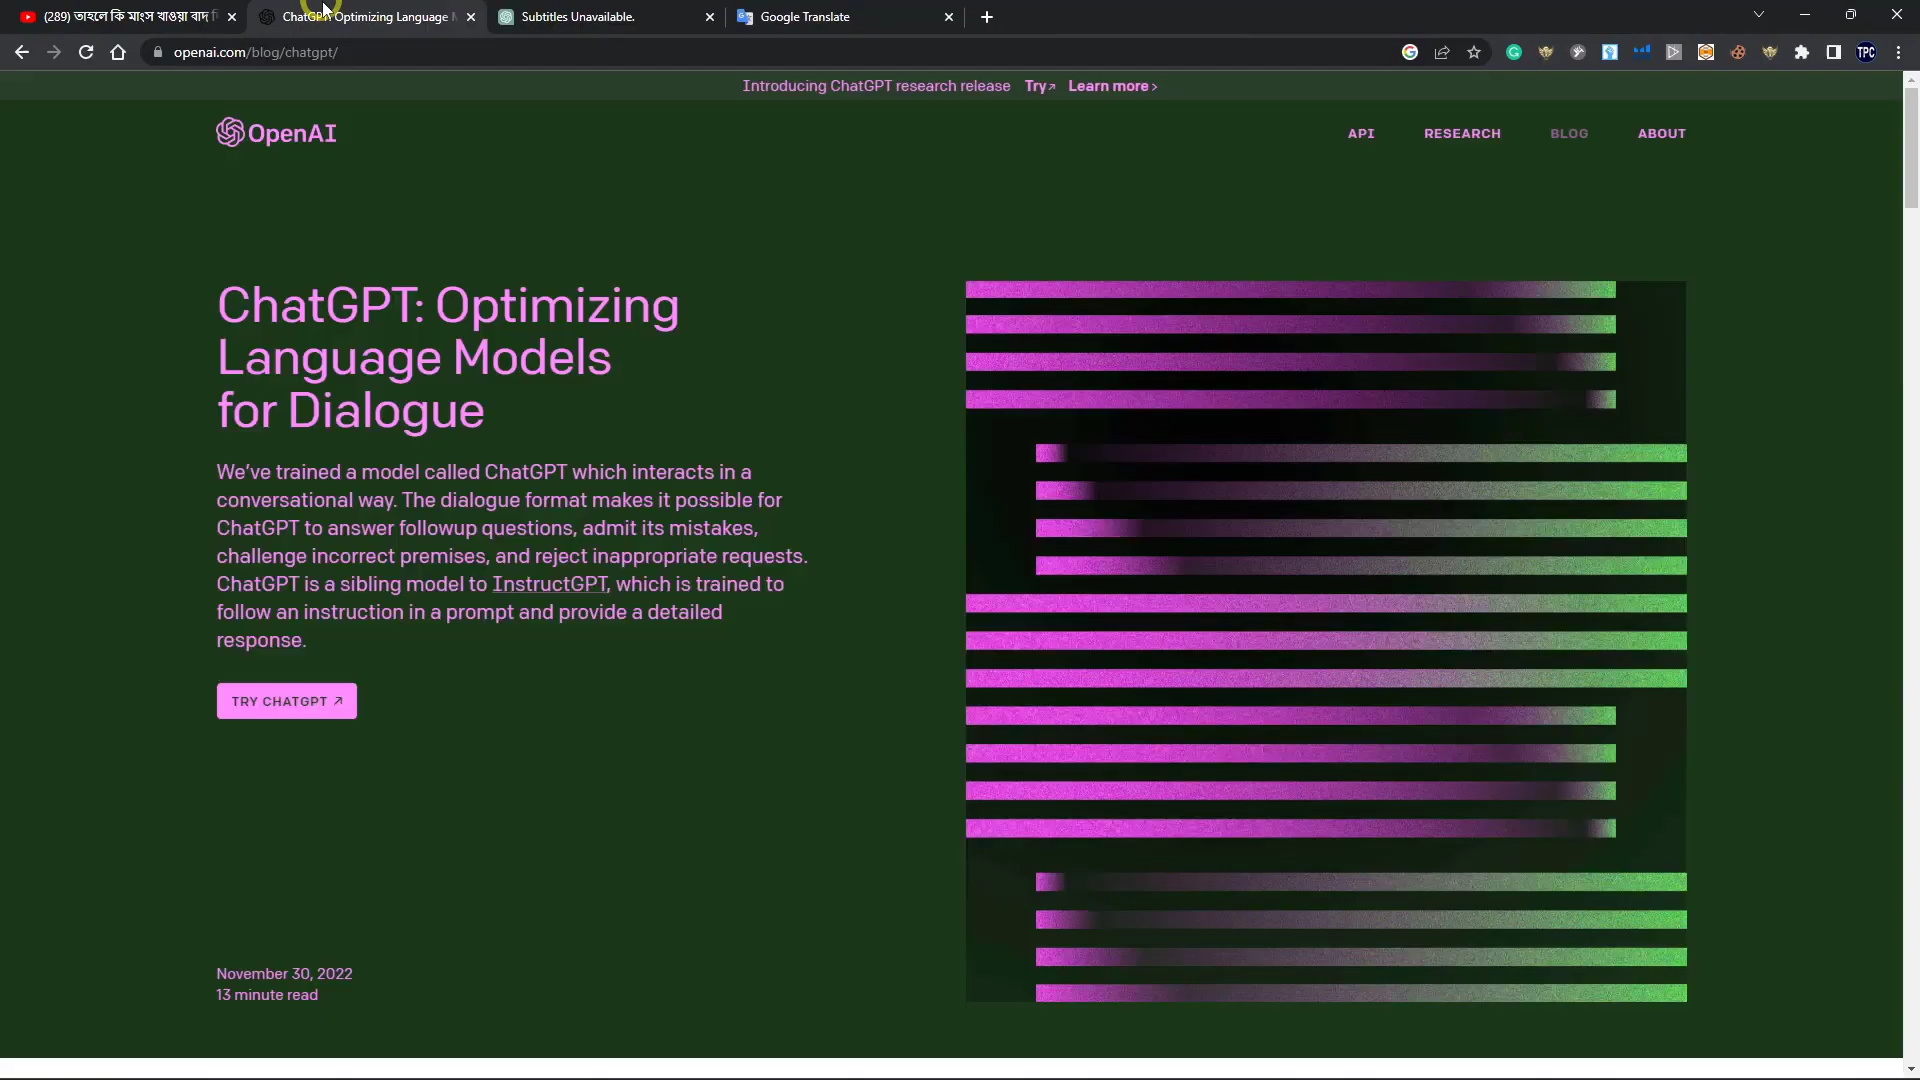 (289) তাহলে কি মাংস খাওয়া বাদ
ChatGPT: Optimizing Language
Subtitles Unavailable.
Google Translate
openai.com/blog/chatgpt/
TPC
Introducing ChatGPT research release Try↗ Learn more >
OpenAI
API RESEARCH BLOG ABOUT
ChatGPT: Optimizing
Language Models
for Dialogue
We’ve trained a model called ChatGPT which interacts in a
conversational way. The dialogue format makes it possible for
ChatGPT to answer followup questions, admit its mistakes,
challenge incorrect premises, and reject inappropriate requests.
ChatGPT is a sibling model to InstructGPT, which is trained to
follow an instruction in a prompt and provide a detailed
response.
TRY CHATGPT ↗
November 30, 2022
13 minute read